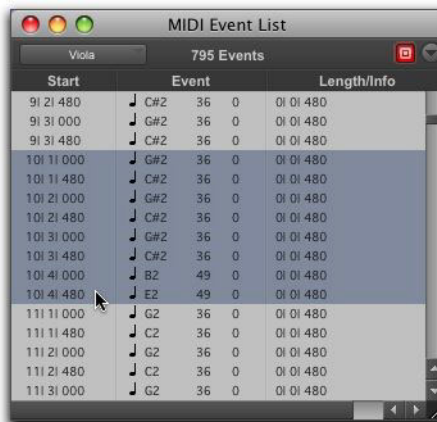 MIDI Event List
Viola 795 Events
Start Event Length/Info
9| 2| 480 C#2 36 0 0| 0| 480
9| 3| 000 G#2 36 0 0| 0| 480
9| 3| 480 C#2 36 0 0| 0| 480
10| 1| 000 G#2 36 0 0| 0| 480
10| 1| 480 C#2 36 0 0| 0| 480
10| 2| 000 G#2 36 0 0| 0| 480
10| 2| 480 C#2 36 0 0| 0| 480
10| 3| 000 G#2 36 0 0| 0| 480
10| 3| 480 C#2 36 0 0| 0| 480
10| 4| 000 B2 49 0 0| 0| 480
10| 4| 480 E2 49 0 0| 0| 480
11| 1| 000 G2 36 0 0| 0| 480
11| 1| 480 C2 36 0 0| 0| 480
11| 2| 000 G2 36 0 0| 0| 480
11| 2| 480 C2 36 0 0| 0| 480
11| 3| 000 G2 36 0 0| 0| 480